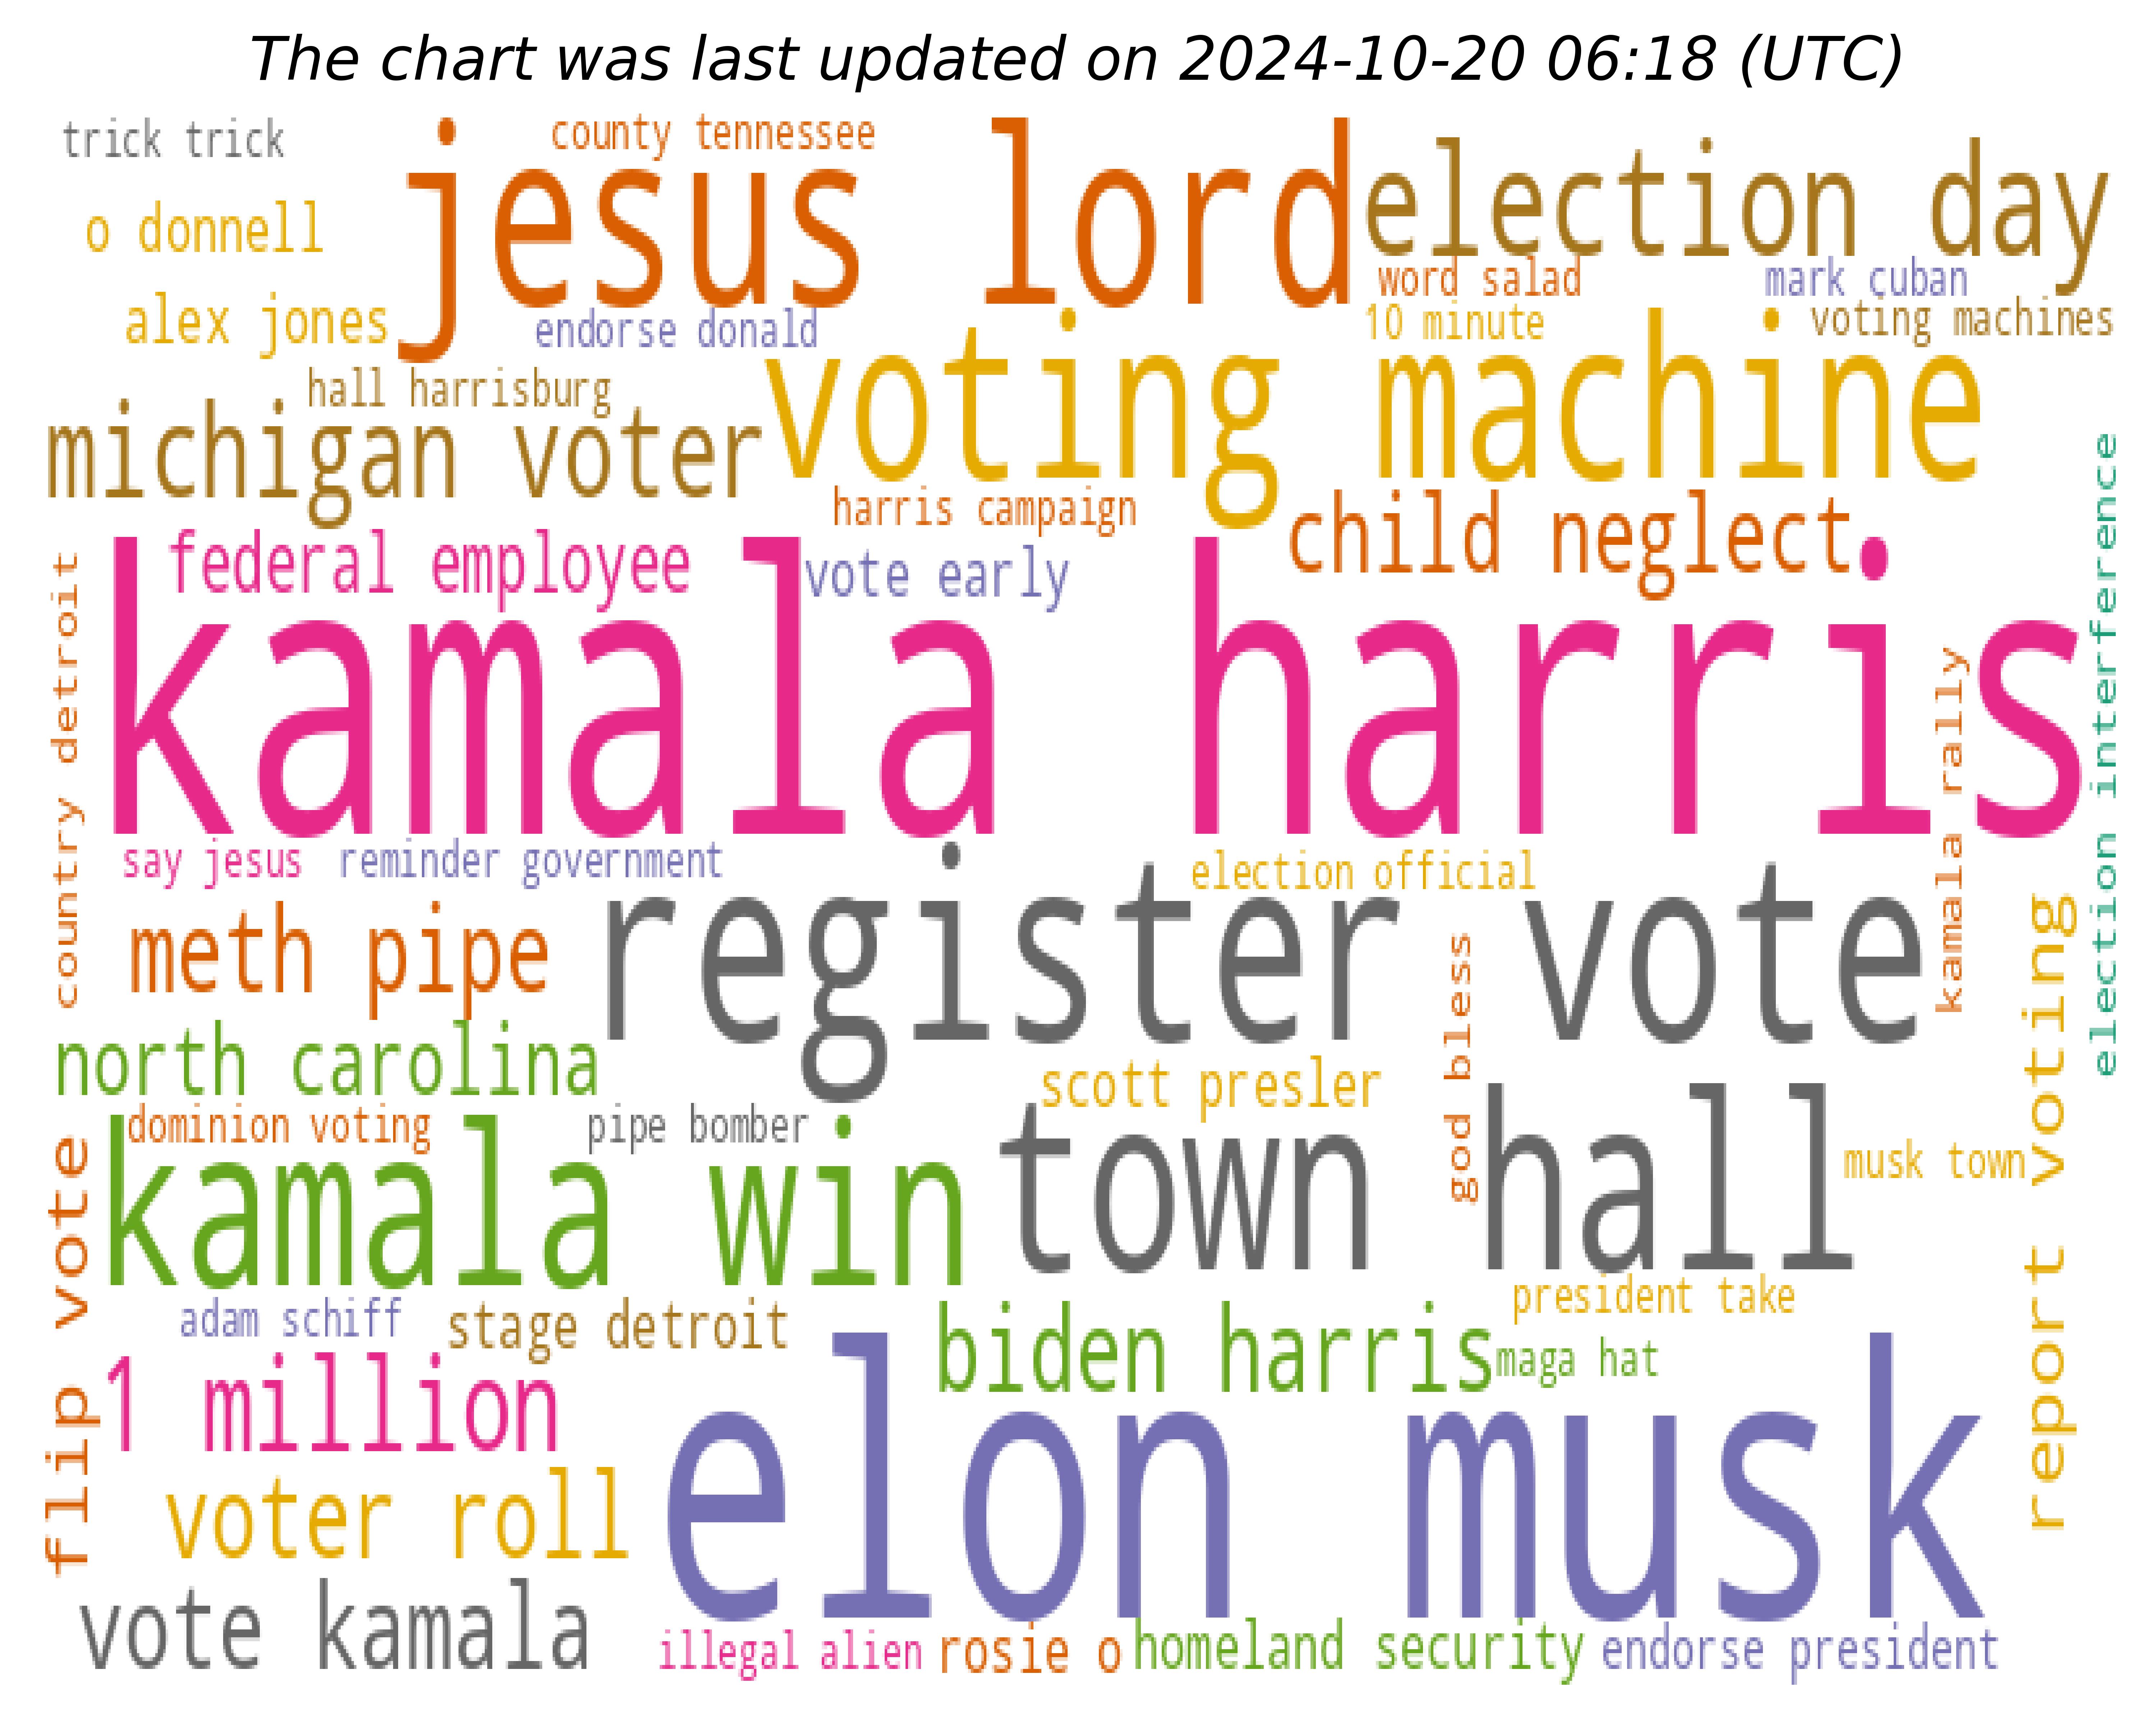 The chart was last updated on 2024-10-20 06:18 (UTC)
trick trick
county tennessee
jesus lord
election day
o donnell
word salad
mark cuban
alex jones
endorse donald
10 minute
voting machines
hall harrisburg
voting machine
michigan voter
harris campaign
child neglect
federal employee
vote early
kamala harris
country detroit
kamala rally
election interference
say jesus
reminder government
election official
meth pipe
register vote
god bless
report voting
north carolina
scott presler
dominion voting
pipe bomber
kamala win
town hall
musk town
flip vote
adam schiff
stage detroit
president take
biden harris
maga hat
1 million
elon musk
voter roll
vote kamala
illegal alien
rosie o
homeland security
endorse president